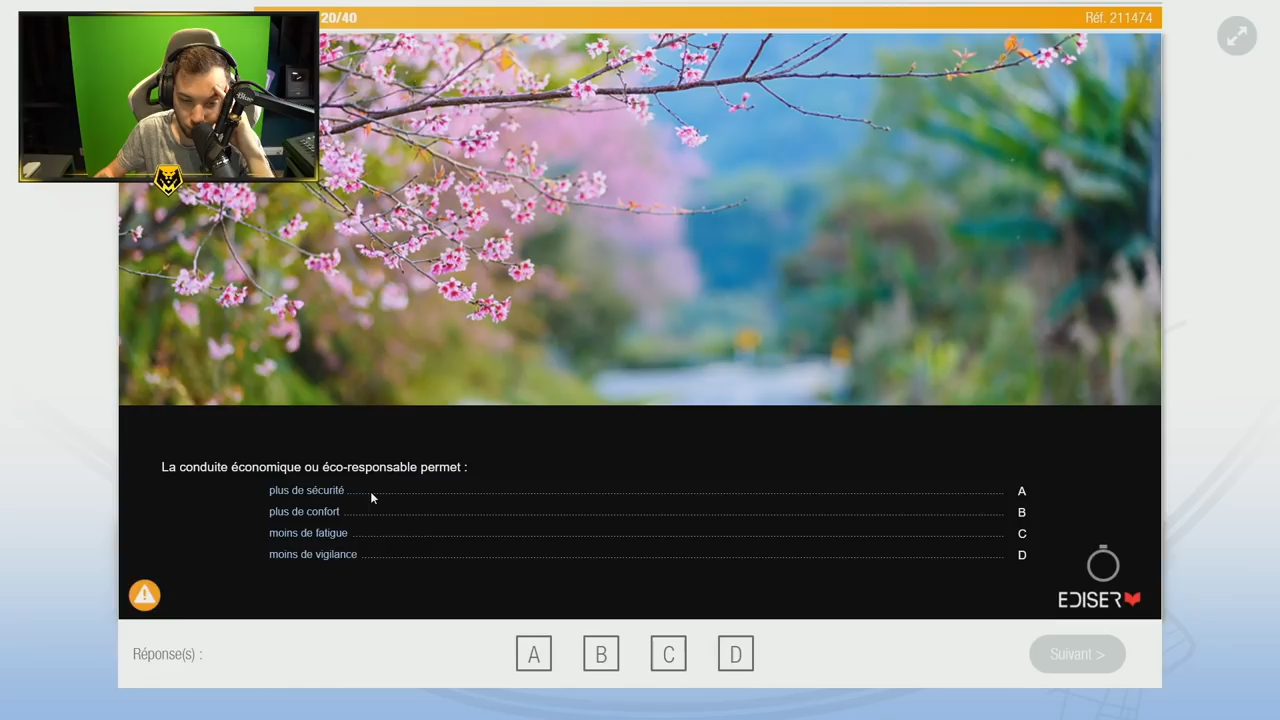 20/40
Réf. 211474
La conduite économique ou éco-responsable permet :
plus de sécurité A
plus de confort B
moins de fatigue C
moins de vigilance D
EDISER
Réponse(s) :
A B C D
Suivant >